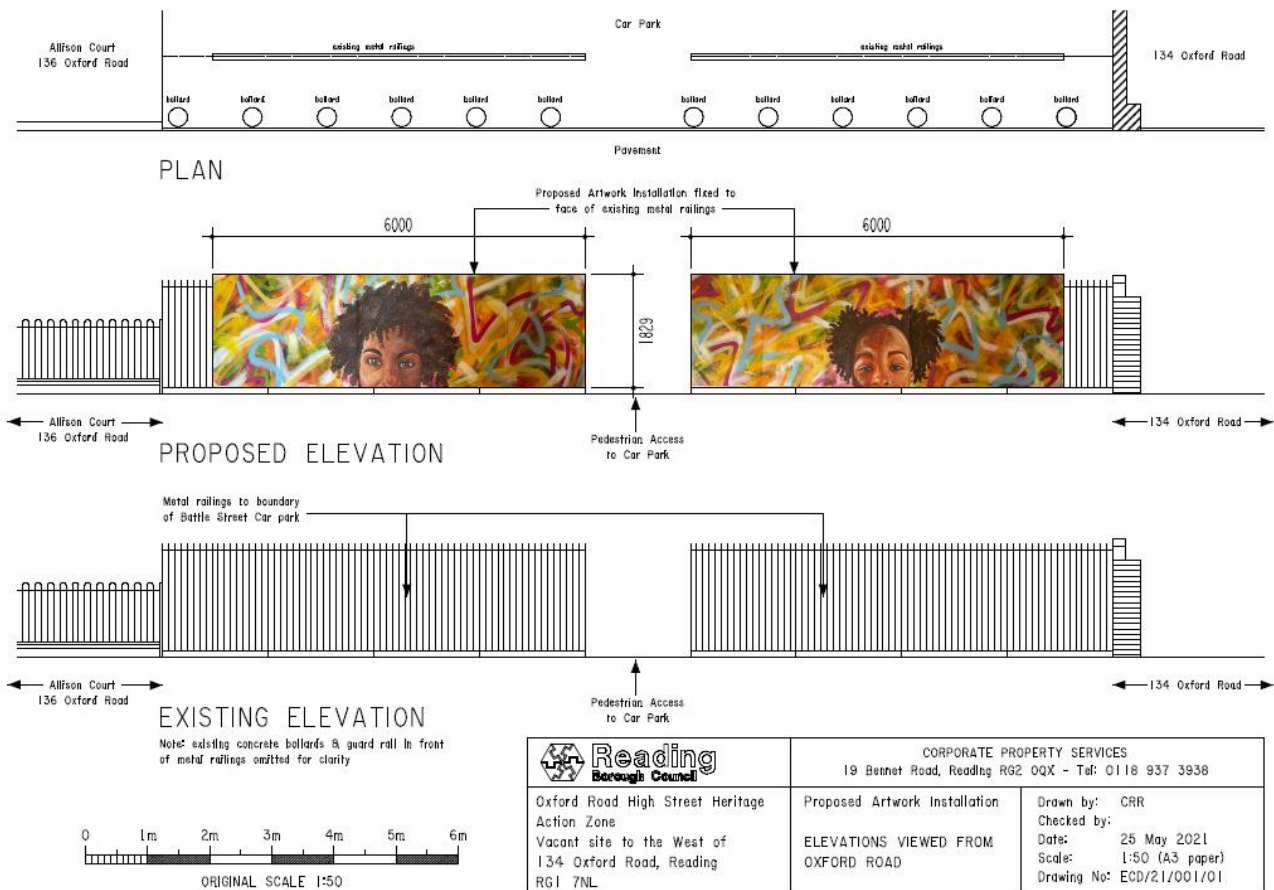 Car Park
Allison Court
136 Oxford Road
existing metal railings
existing metal railings
134 Oxford Road
bollard bollard bollard bollard bollard bollard bollard bollard bollard bollard bollard bollard
Pavement
PLAN
Proposed Artwork Installation fixed to
face of existing metal railings
6000
6000
1829
Allison Court
136 Oxford Road
134 Oxford Road
PROPOSED ELEVATION
Pedestrian Access
to Car Park
Metal railings to boundary
of Battle Street Car park
Allison Court
136 Oxford Road
134 Oxford Road
EXISTING ELEVATION
Pedestrian Access
to Car Park
Note: existing concrete bollards & guard rail in front
of metal railings omitted for clarity
0 1m 2m 3m 4m 5m 6m
ORIGINAL SCALE 1:50
Reading
Borough Council
CORPORATE PROPERTY SERVICES
19 Bennet Road, Reading RG2 0QX - Tel: 0118 937 3938
Oxford Road High Street Heritage
Action Zone
Vacant site to the West of
134 Oxford Road, Reading
RG1 7NL
Proposed Artwork Installation
ELEVATIONS VIEWED FROM
OXFORD ROAD
Drawn by: CRR
Checked by:
Date: 25 May 2021
Scale: 1:50 (A3 paper)
Drawing No: ECD/21/001/01